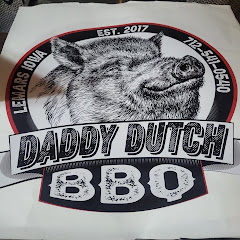 LEMARS IOWA
EST. 2017
712-541-0540
DADDY DUTCH
BBQ